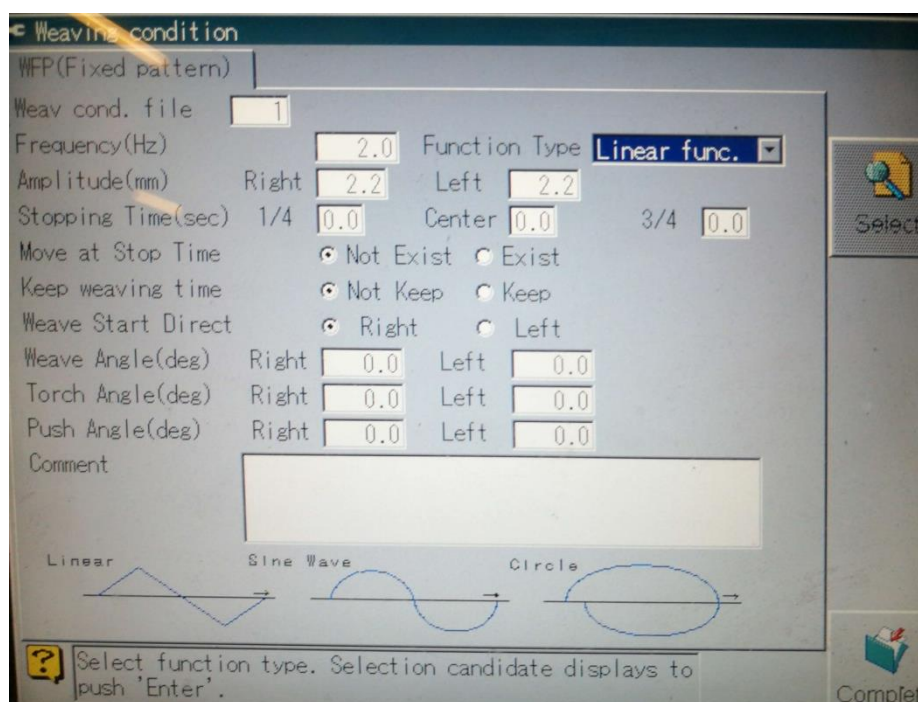 Weaving condition
WFP(Fixed pattern)
Weav cond. file 1
Frequency(Hz) 2.0 Function Type Linear func.
Amplitude(mm) Right 2.2 Left 2.2
Stopping Time(sec) 1/4 0.0 Center 0.0 3/4 0.0
Select
Move at Stop Time Not Exist Exist
Keep weaving time Not Keep Keep
Weave Start Direct Right Left
Weave Angle(deg) Right 0.0 Left 0.0
Torch Angle(deg) Right 0.0 Left 0.0
Push Angle(deg) Right 0.0 Left 0.0
Comment
Linear Sine Wave Circle
Select function type. Selection candidate displays to
push 'Enter'.
Complet